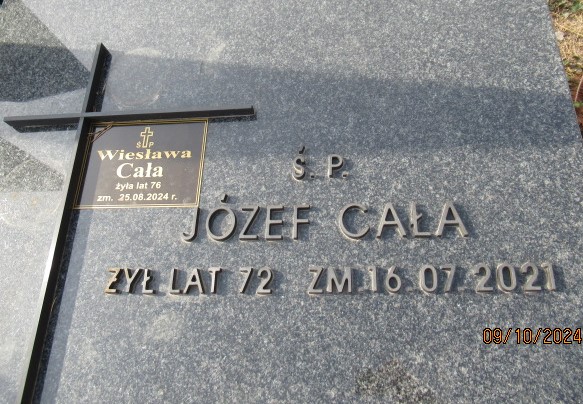 Ś P
Wiesława
Cała
żyła lat 76
zm. 25.08.2024 r.
Ś. P.
JÓZEF CAŁA
ŻYŁ LAT 72 ZM.16.07.2021
09/10/2024